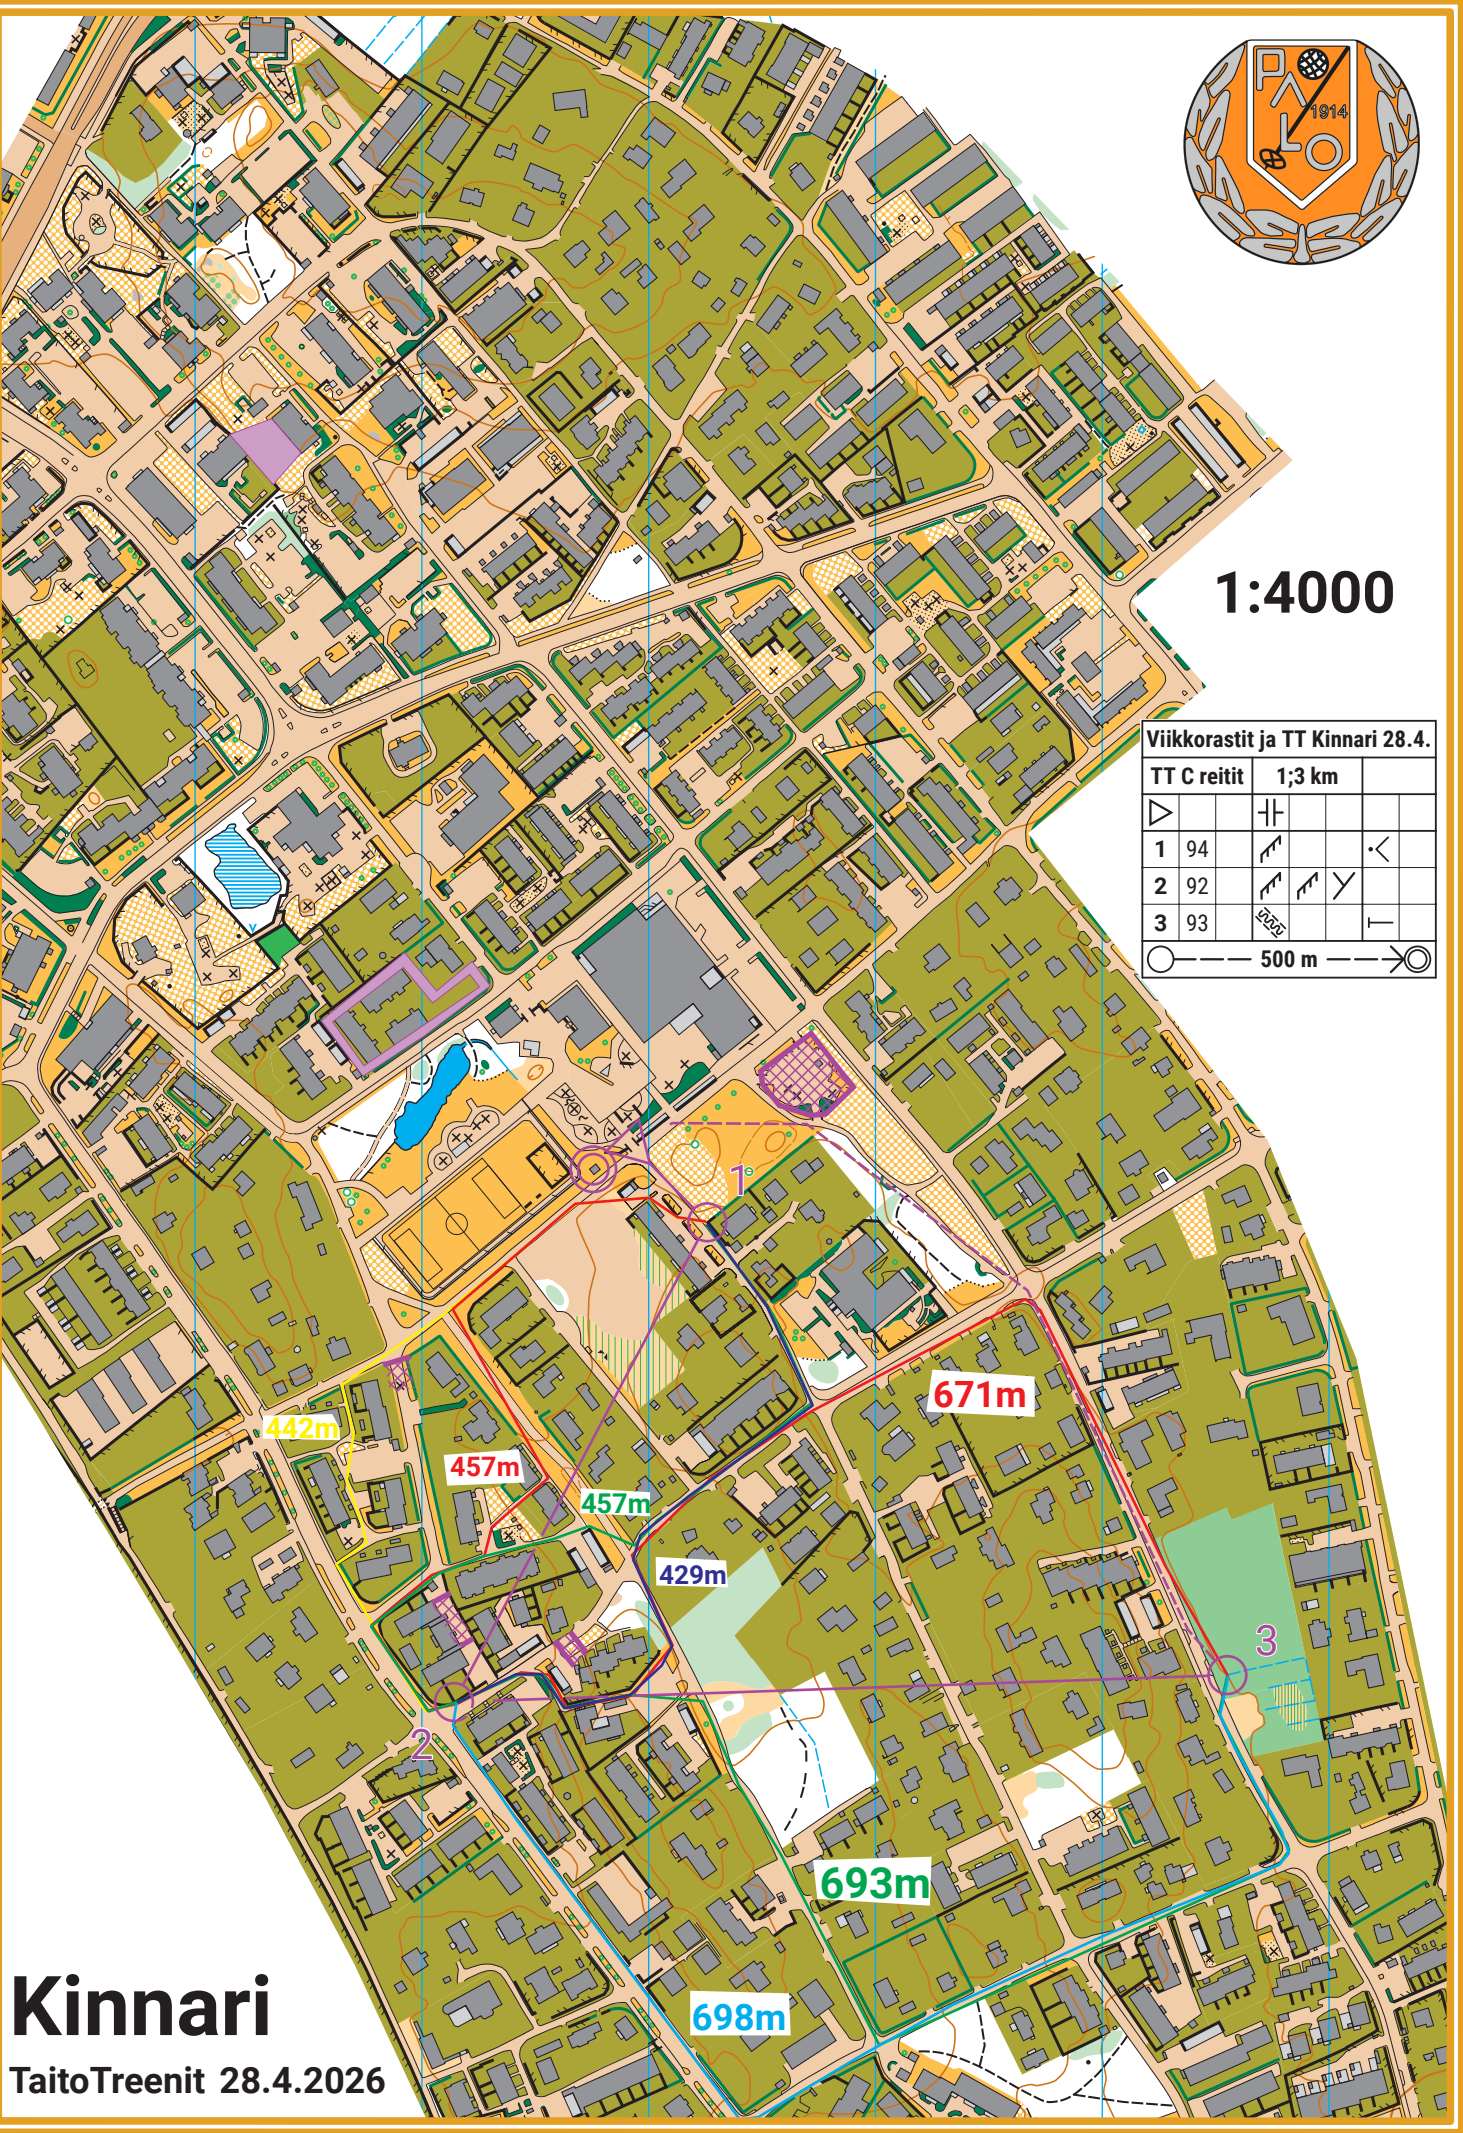 P
A
1914
L
O
1:4000
Viikkorastit ja TT Kinnari 28.4.
TT C reitit 1;3 km
1 94
2 92
3 93
500 m
1
671m
442m
457m
457m
429m
3
2
693m
698m
Kinnari
TaitoTreenit 28.4.2026